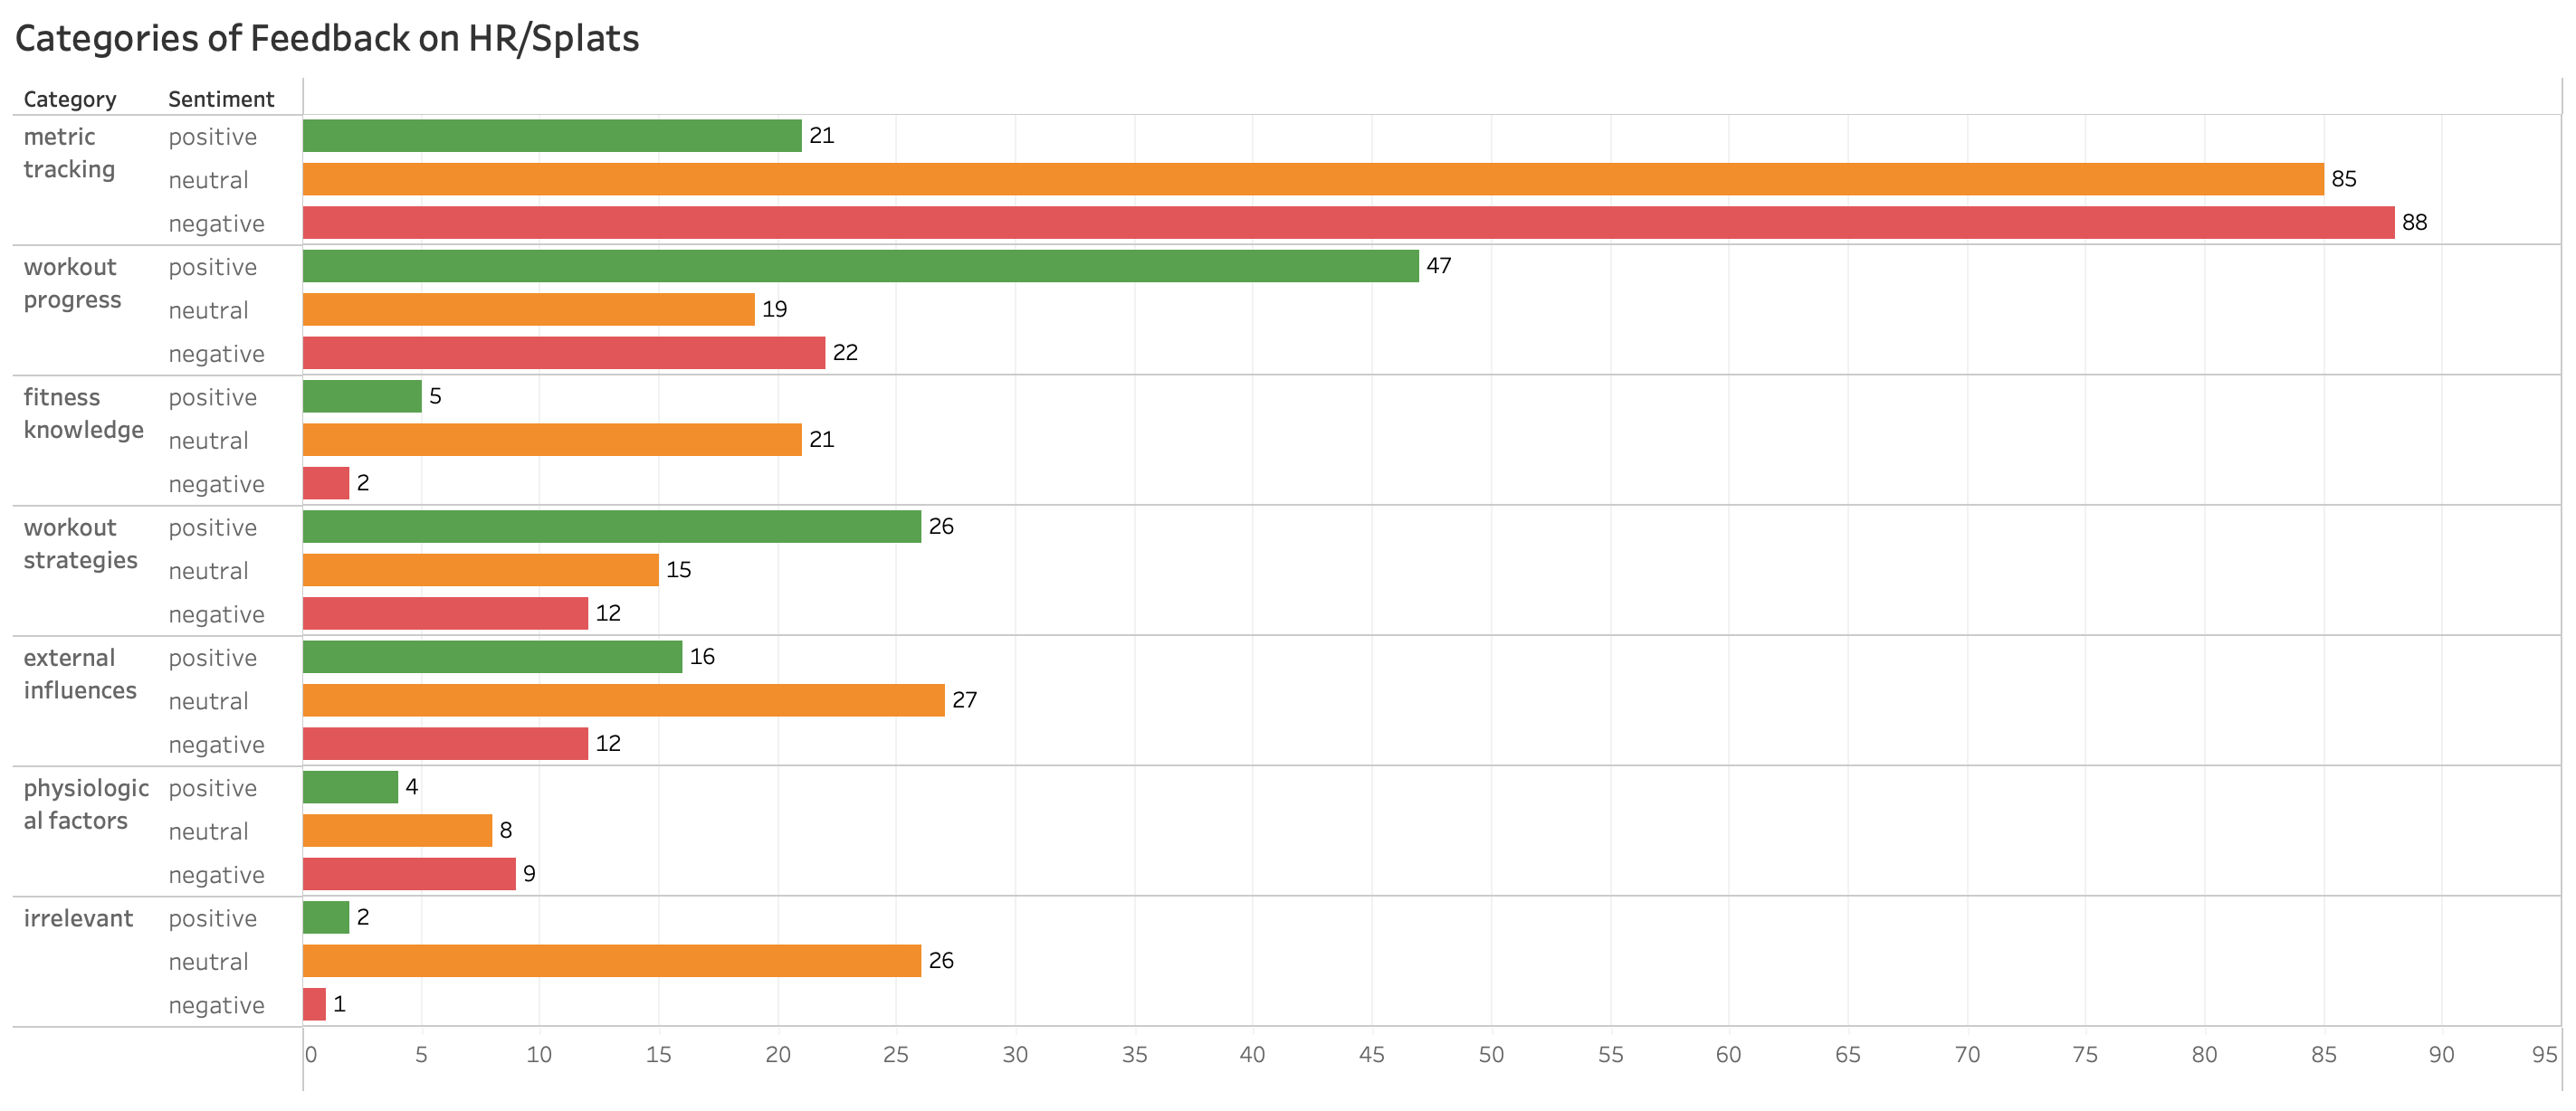 Categories of Feedback on HR/Splats
Category Sentiment
metric tracking
positive 21
neutral 85
negative 88
workout progress
positive 47
neutral 19
negative 22
fitness knowledge
positive 5
neutral 21
negative 2
workout strategies
positive 26
neutral 15
negative 12
external influences
positive 16
neutral 27
negative 12
physiologic
al factors
positive 4
neutral 8
negative 9
irrelevant
positive 2
neutral 26
negative 1
0 5 10 15 20 25 30 35 40 45 50 55 60 65 70 75 80 85 90 95